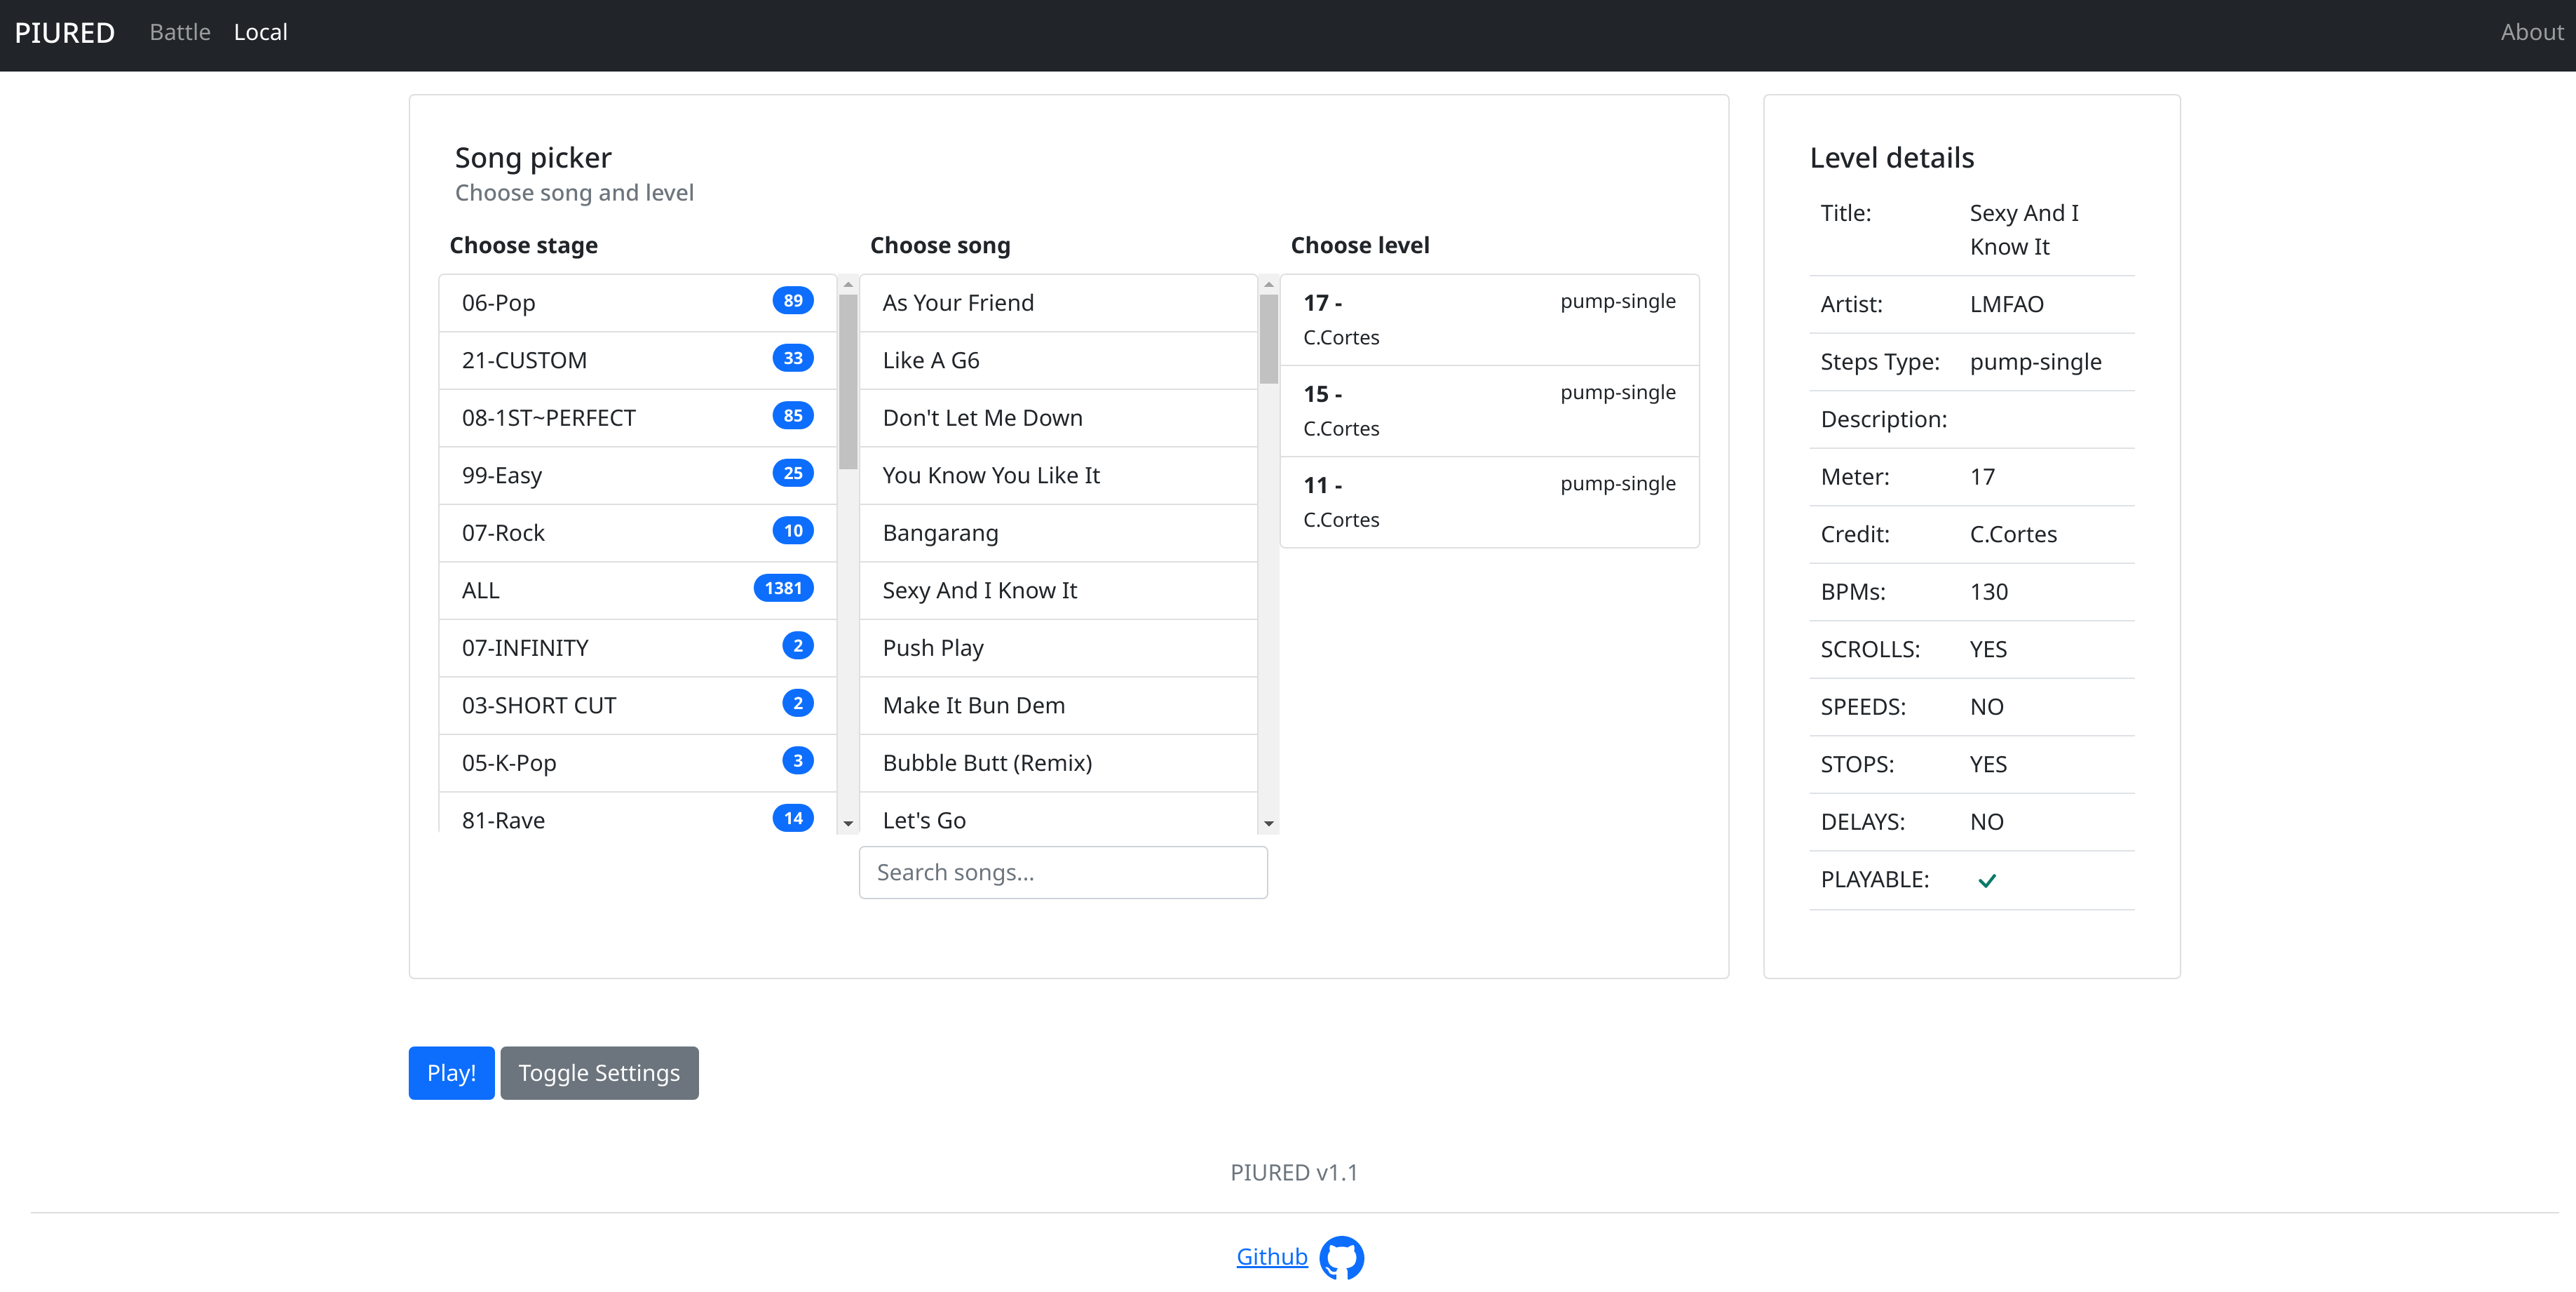 PIURED Battle Local About
Song picker
Choose song and level
Choose stage
06-Pop 89
21-CUSTOM 33
08-1ST~PERFECT 85
99-Easy 25
07-Rock 10
ALL 1381
07-INFINITY 2
03-SHORT CUT 2
05-K-Pop 3
81-Rave 14
Choose song
As Your Friend
Like A G6
Don't Let Me Down
You Know You Like It
Bangarang
Sexy And I Know It
Push Play
Make It Bun Dem
Bubble Butt (Remix)
Let's Go
Search songs...
Choose level
17 - pump-single
C.Cortes
15 - pump-single
C.Cortes
11 - pump-single
C.Cortes
Level details
Title: Sexy And I
Know It
Artist: LMFAO
Steps Type: pump-single
Description:
Meter: 17
Credit: C.Cortes
BPMs: 130
SCROLLS: YES
SPEEDS: NO
STOPS: YES
DELAYS: NO
PLAYABLE:
Play! Toggle Settings
PIURED v1.1
Github